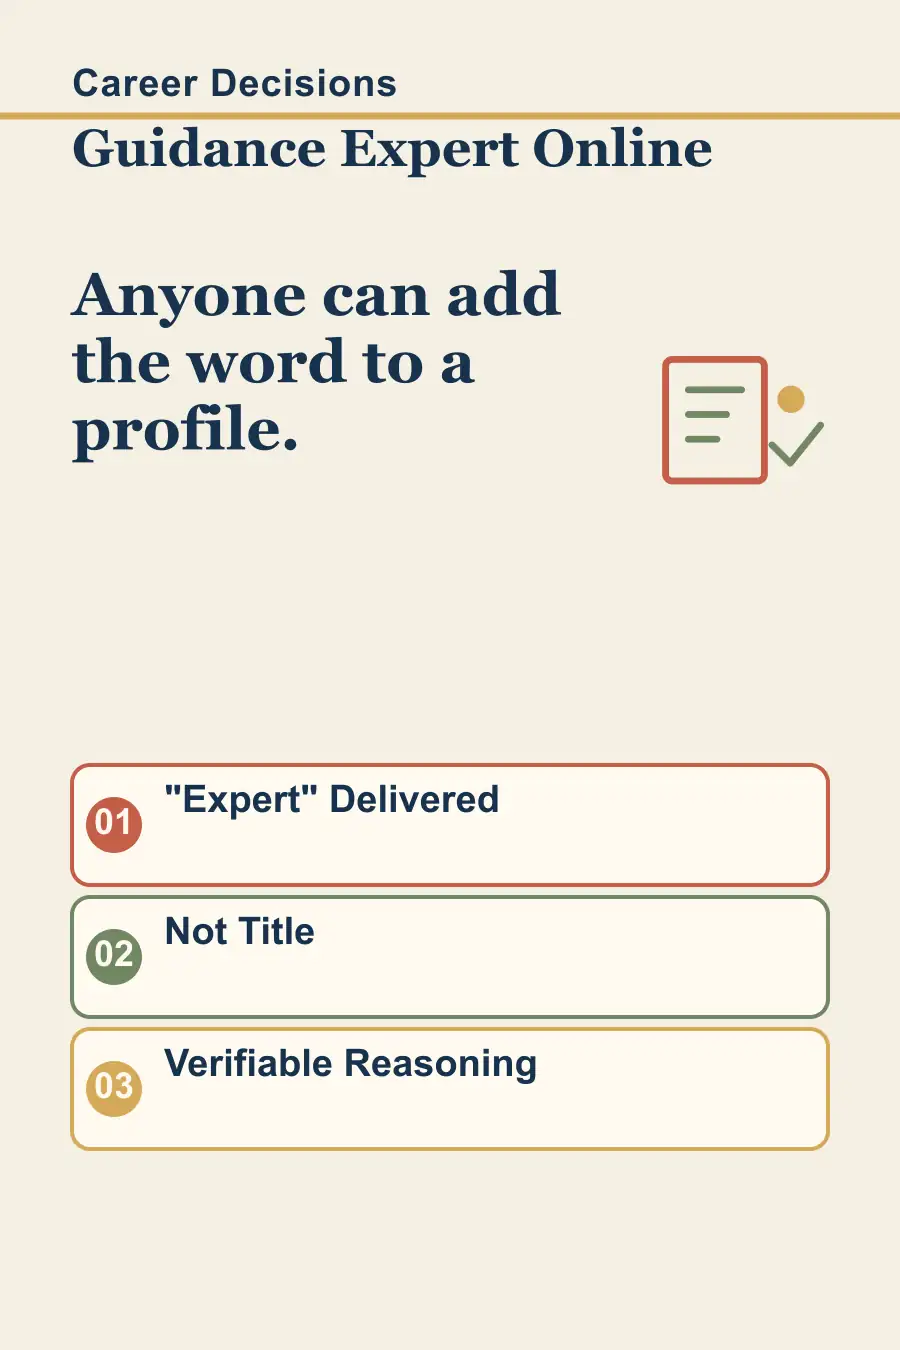 Career Decisions
Guidance Expert Online
Anyone can add
the word to a
profile.
01
"Expert" Delivered
02
Not Title
03
Verifiable Reasoning